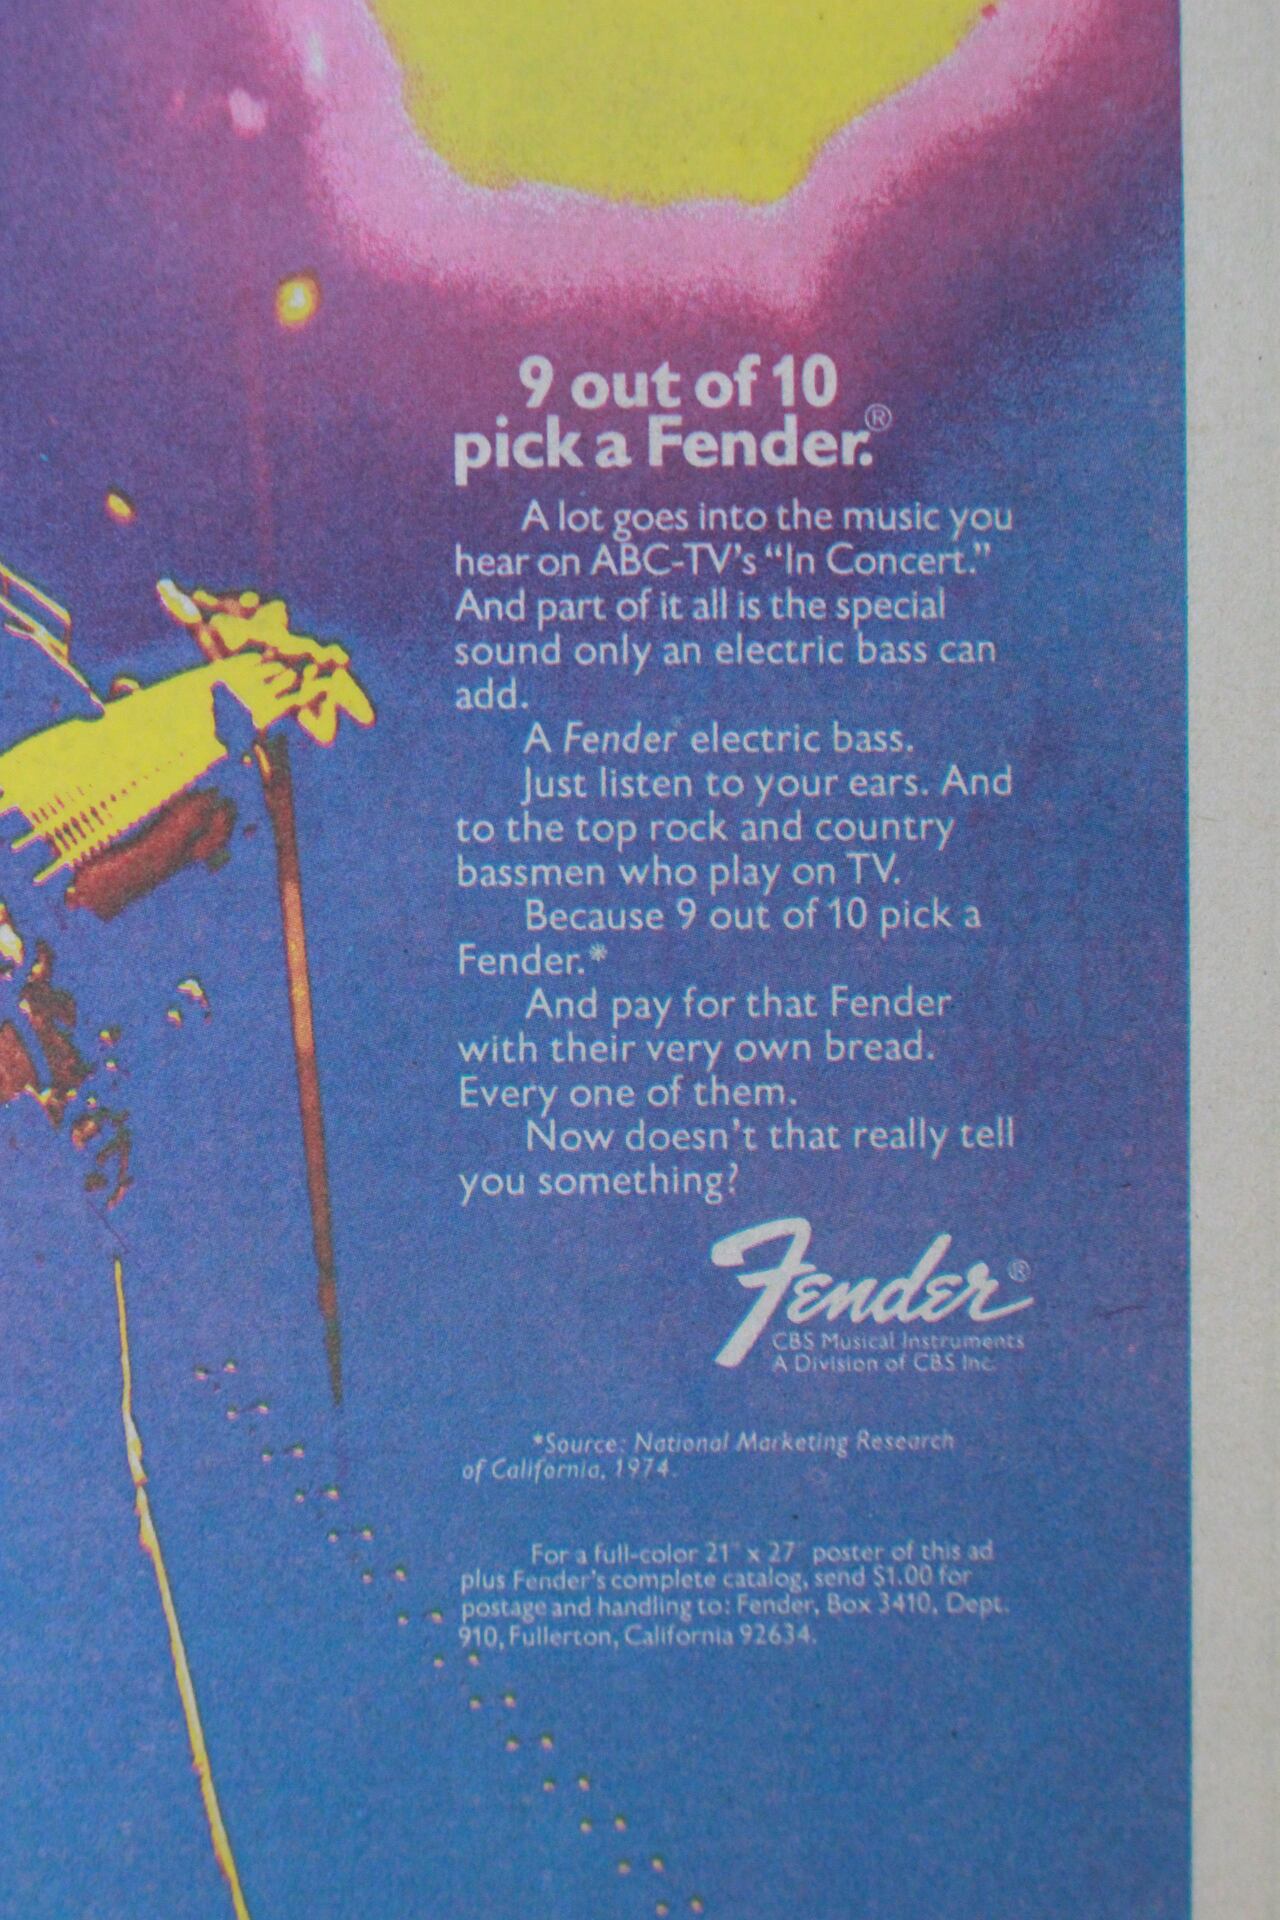 9 out of 10
pick a Fender.®
A lot goes into the music you
hear on ABC-TV's “In Concert.”
And part of it all is the special
sound only an electric bass can
add.
A Fender® electric bass.
Just listen to your ears. And
to the top rock and country
bassmen who play on TV.
Because 9 out of 10 pick a
Fender.*
And pay for that Fender
with their very own bread.
Every one of them.
Now doesn't that really tell
you something?
Fender®
CBS Musical Instruments
A Division of CBS Inc.
*Source: National Marketing Research
of California, 1974.
For a full-color 21" x 27" poster of this ad
plus Fender's complete catalog, send $1.00 for
postage and handling to: Fender, Box 3410, Dept.
910, Fullerton, California 92634.